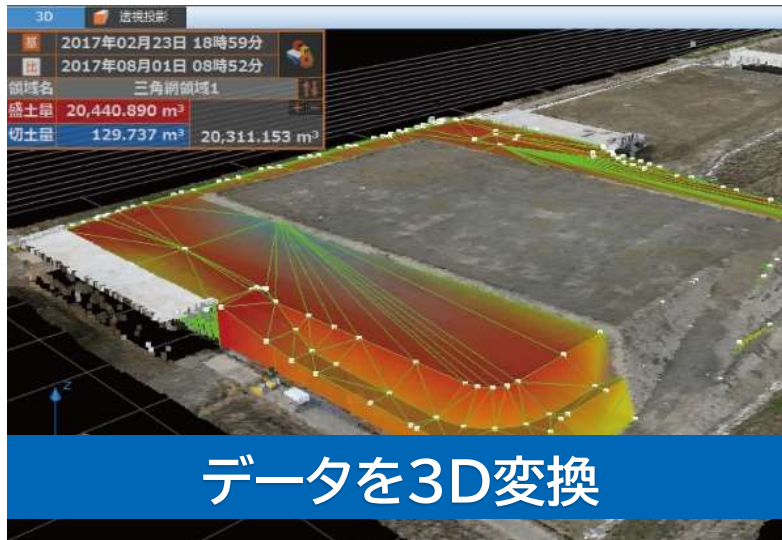 3D 透視投影
基 2017年02月23日 18時59分
比 2017年08月01日 08時52分
領域名 三角網領域1
盛土量 20,440.890 m³
切土量 129.737 m³ 20,311.153 m³
Z
データを3D変換